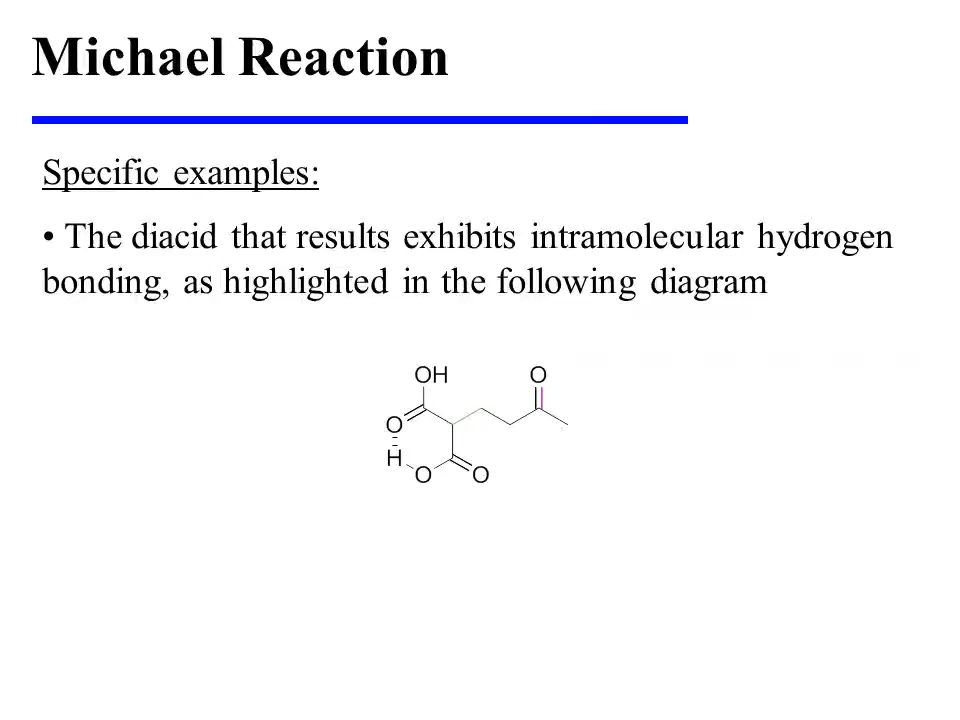 Michael Reaction
Specific examples:
• The diacid that results exhibits intramolecular hydrogen
bonding, as highlighted in the following diagram
OH O
O
H
O O